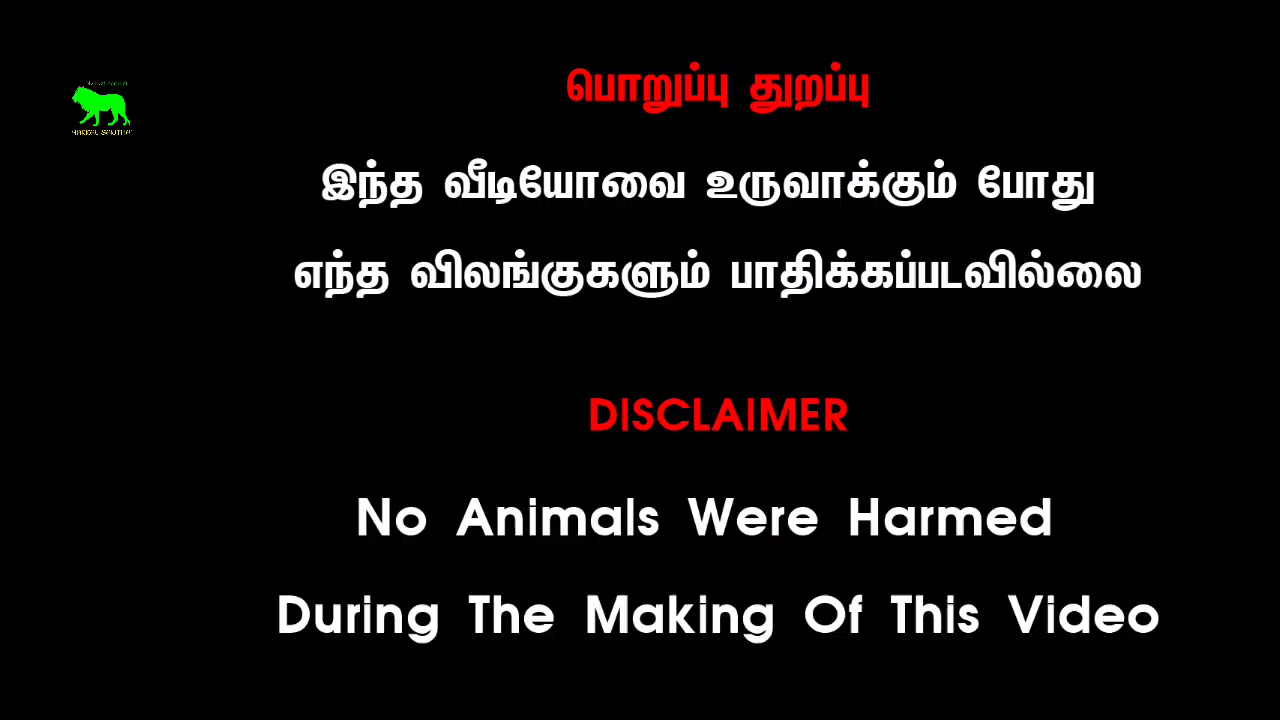 பொறுப்பு துறப்பு
இந்த வீடியோவை உருவாக்கும் போது
எந்த விலங்குகளும் பாதிக்கப்படவில்லை
DISCLAIMER
No Animals Were Harmed
During The Making Of This Video